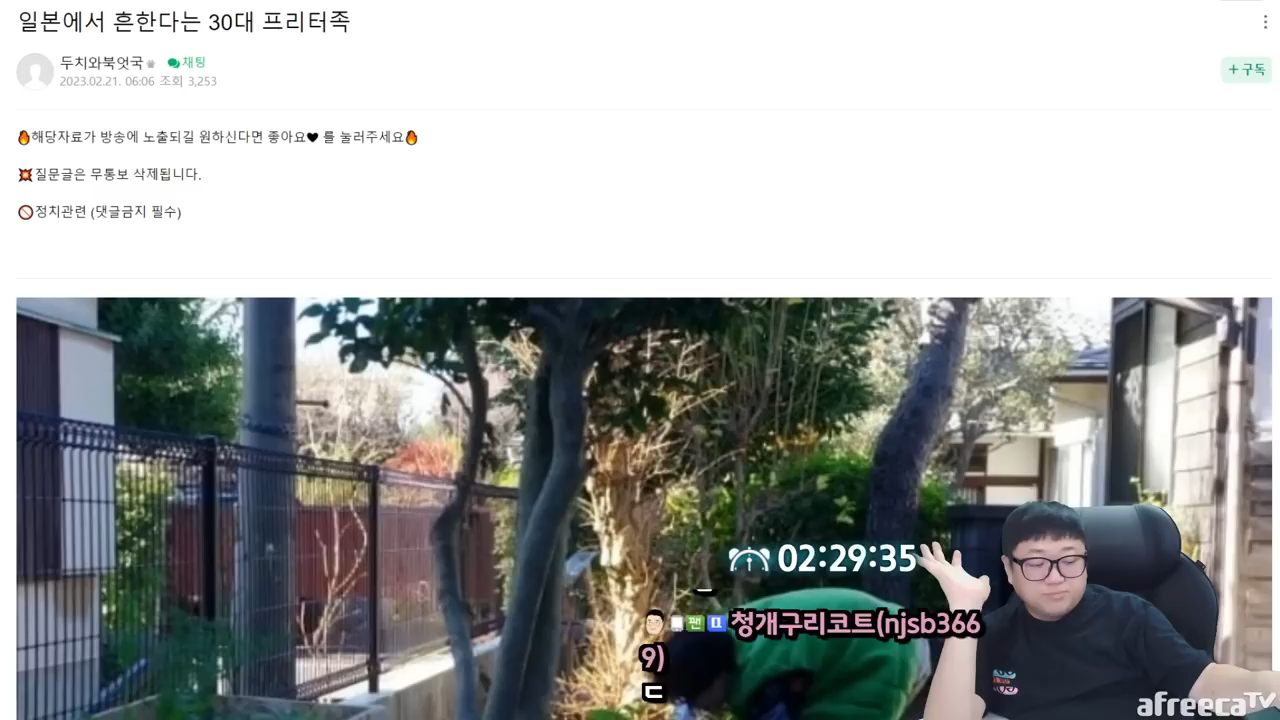 일본에서 흔한다는 30대 프리터족
두치와북엇국
채팅
2023.02.21. 06:06 조회 3,253
+ 구독
해당자료가 방송에 노출되길 원하신다면 좋아요🖤 를 눌러주세요
질문글은 무통보 삭제됩니다.
정치관련 (댓글금지 필수)
02:29:35
팬 청개구리코트(njsb366
9)
ㄷ
afreecaTV